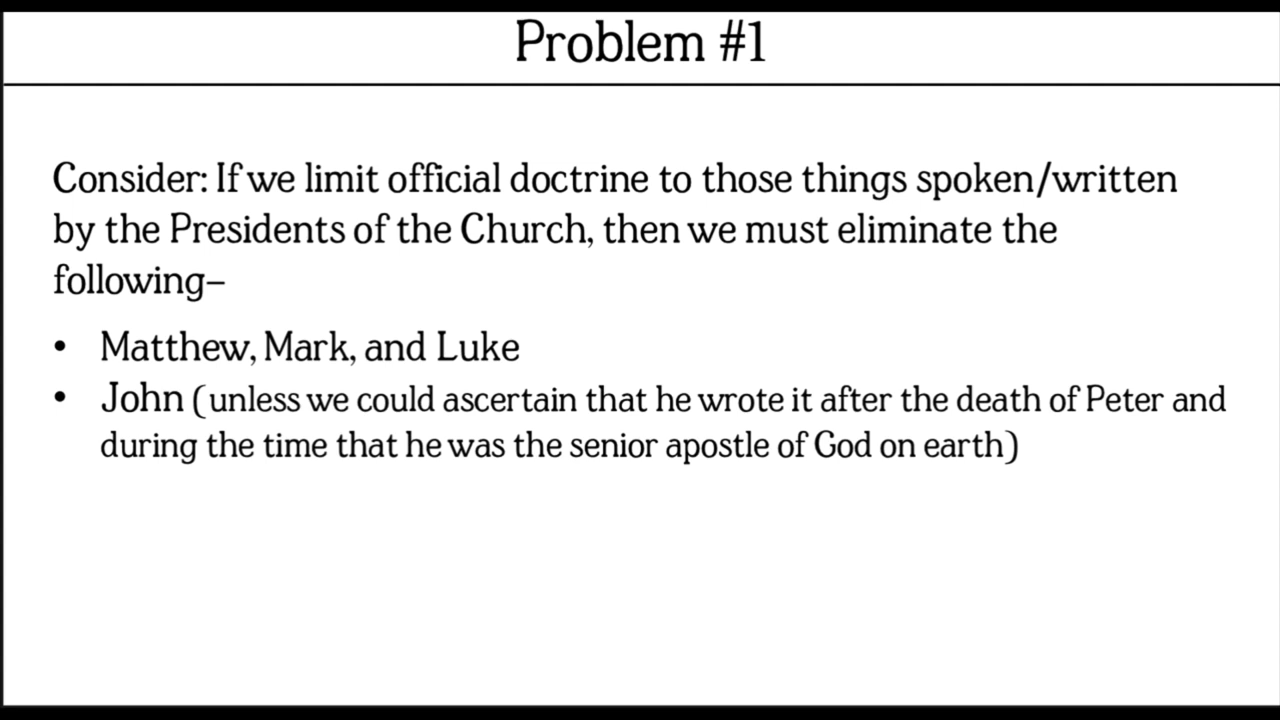 Problem #1
Consider: If we limit official doctrine to those things spoken/written
by the Presidents of the Church, then we must eliminate the
following–
• Matthew, Mark, and Luke
• John (unless we could ascertain that he wrote it after the death of Peter and
during the time that he was the senior apostle of God on earth)